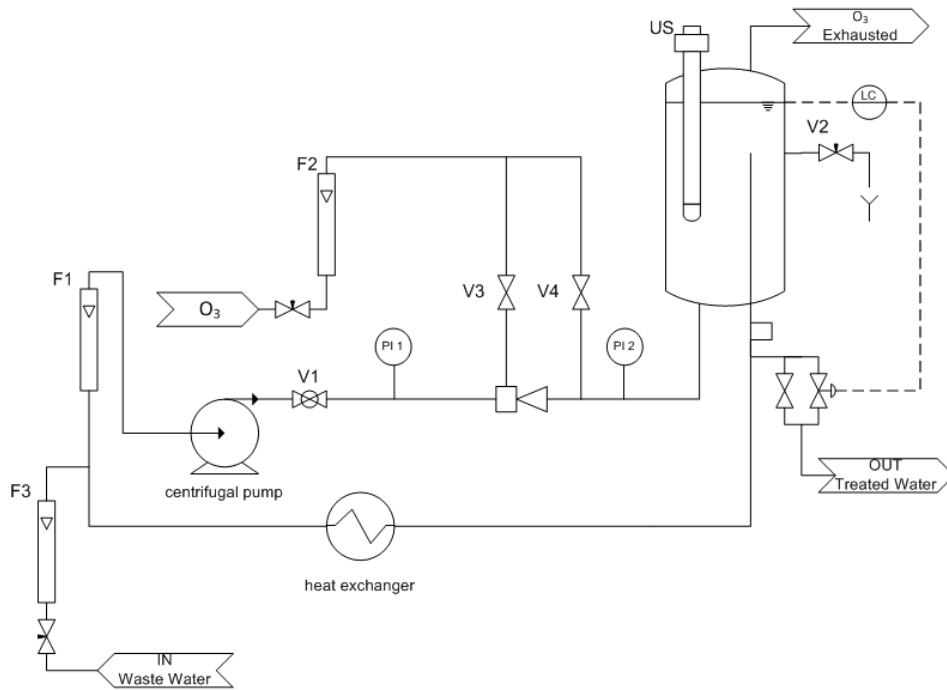 O₃
Exhausted
US
LC
V2
F2
F1
O₃
V3
V4
PI 1
PI 2
V1
centrifugal pump
F3
OUT
Treated Water
heat exchanger
IN
Waste Water